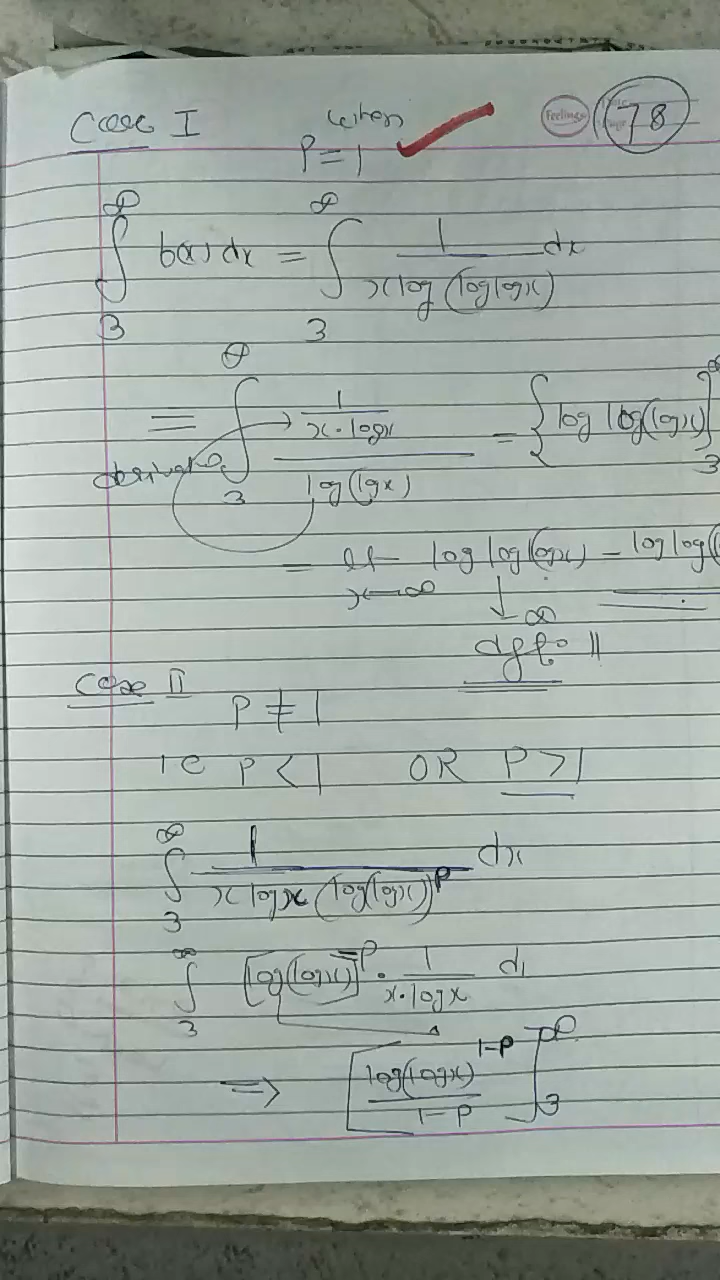 Case I when Feelings 78
P = 1
∞ ∞
∫ f(x) dx = ∫ 1 / x log (log log x) dx
3 3
= ∫ (1 / x · log x) / log (log x) = { log log (log x) ]
∞ 3 ∞ 3
= lt log log (log x) − log log (
x → ∞ ↓
∞
dgt. //
Case II
P ≠ 1
ie P < 1 OR P > 1
∞
∫ 1 / x log x (log(log x))^P dx
3
∞
∫ [log (log x)]^−P · 1 / x · log x d
3
⇒ [ log(log x)^1−P / 1 − P ]
∞ 3